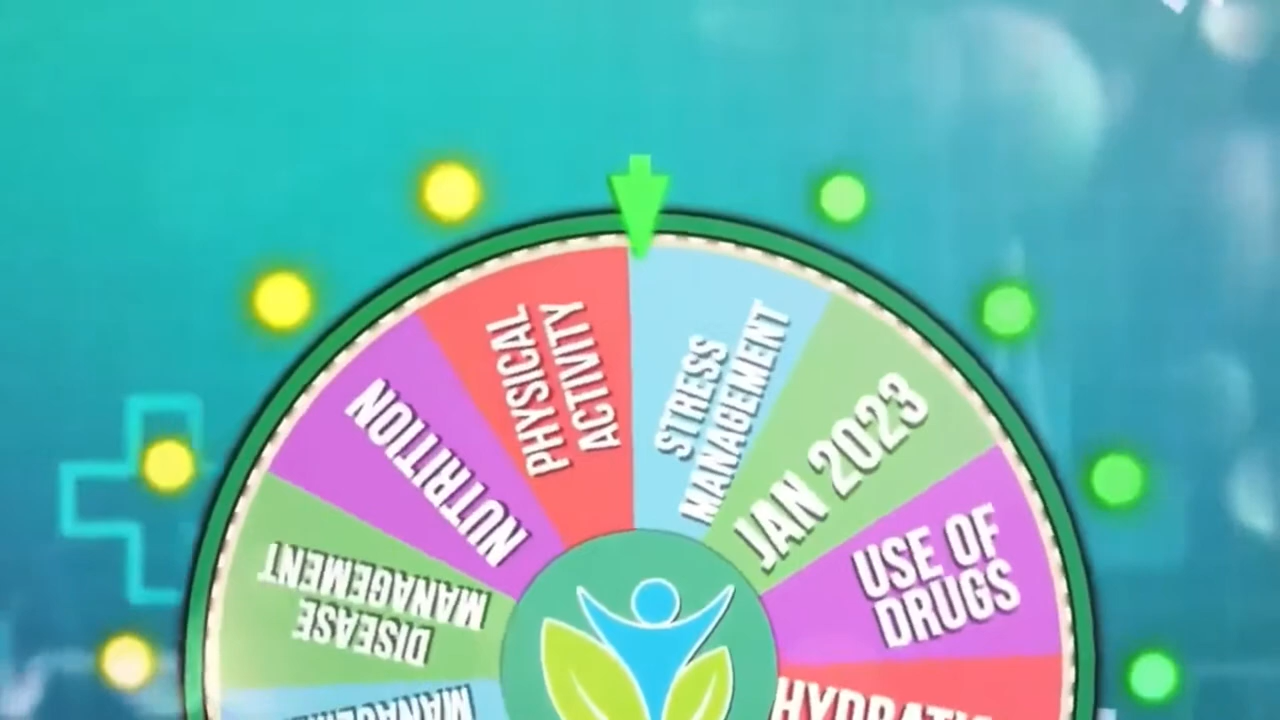 PHYSICAL
ACTIVITY
STRESS
MANAGEMENT
JAN 2023
NUTRITION
USE OF
DRUGS
DISEASE
MANAGEMENT